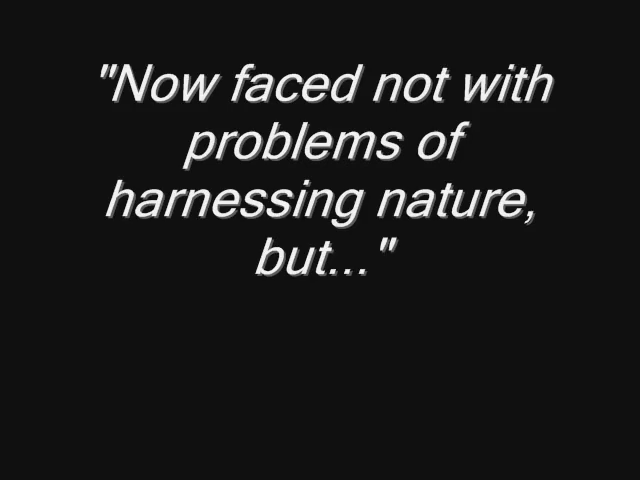 "Now faced not with
problems of
harnessing nature,
but..."